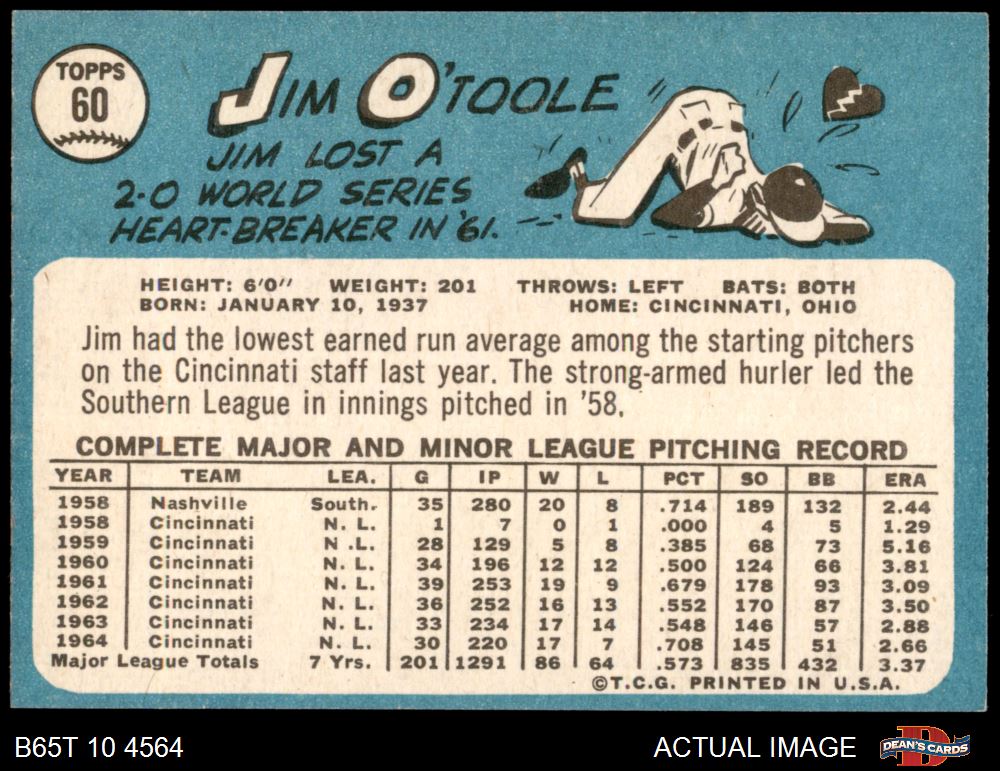 TOPPS
60
JIM O'TOOLE
JIM LOST A
2-0 WORLD SERIES
HEART-BREAKER IN '61.
HEIGHT: 6'0" WEIGHT: 201 THROWS: LEFT BATS: BOTH
BORN: JANUARY 10, 1937 HOME: CINCINNATI, OHIO
Jim had the lowest earned run average among the starting pitchers
on the Cincinnati staff last year. The strong-armed hurler led the
Southern League in innings pitched in '58.
COMPLETE MAJOR AND MINOR LEAGUE PITCHING RECORD
YEAR TEAM LEA. G IP W L PCT SO BB ERA
1958 Nashville South. 35 280 20 8 .714 189 132 2.44
1958 Cincinnati N. L. 1 7 0 1 .000 4 5 1.29
1959 Cincinnati N .L. 28 129 5 8 .385 68 73 5.16
1960 Cincinnati N. L. 34 196 12 12 .500 124 66 3.81
1961 Cincinnati N. L. 39 253 19 9 .679 178 93 3.09
1962 Cincinnati N. L. 36 252 16 13 .552 170 87 3.50
1963 Cincinnati N. L. 33 234 17 14 .548 146 57 2.88
1964 Cincinnati N. L. 30 220 17 7 .708 145 51 2.66
Major League Totals 7 Yrs. 201 1291 86 64 .573 835 432 3.37
©T.C.G. PRINTED IN U.S.A.
B65T 10 4564 ACTUAL IMAGE DEAN'S CARDS